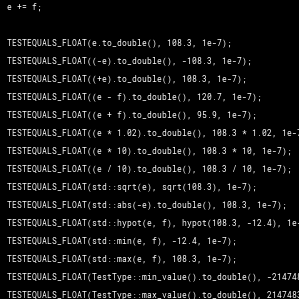 e += f;
TESTEQUALS_FLOAT(e.to_double(), 108.3, 1e-7);
TESTEQUALS_FLOAT((-e).to_double(), -108.3, 1e-7);
TESTEQUALS_FLOAT((+e).to_double(), 108.3, 1e-7);
TESTEQUALS_FLOAT((e - f).to_double(), 120.7, 1e-7);
TESTEQUALS_FLOAT((e + f).to_double(), 95.9, 1e-7);
TESTEQUALS_FLOAT((e * 1.02).to_double(), 108.3 * 1.02, 1e-7
TESTEQUALS_FLOAT((e * 10).to_double(), 108.3 * 10, 1e-7);
TESTEQUALS_FLOAT((e / 10).to_double(), 108.3 / 10, 1e-7);
TESTEQUALS_FLOAT(std::sqrt(e), sqrt(108.3), 1e-7);
TESTEQUALS_FLOAT(std::abs(-e).to_double(), 108.3, 1e-7);
TESTEQUALS_FLOAT(std::hypot(e, f), hypot(108.3, -12.4), 1e-
TESTEQUALS_FLOAT(std::min(e, f), -12.4, 1e-7);
TESTEQUALS_FLOAT(std::max(e, f), 108.3, 1e-7);
TESTEQUALS_FLOAT(TestType::min_value().to_double(), -214748
TESTEQUALS_FLOAT(TestType::max_value().to_double(), 2147483